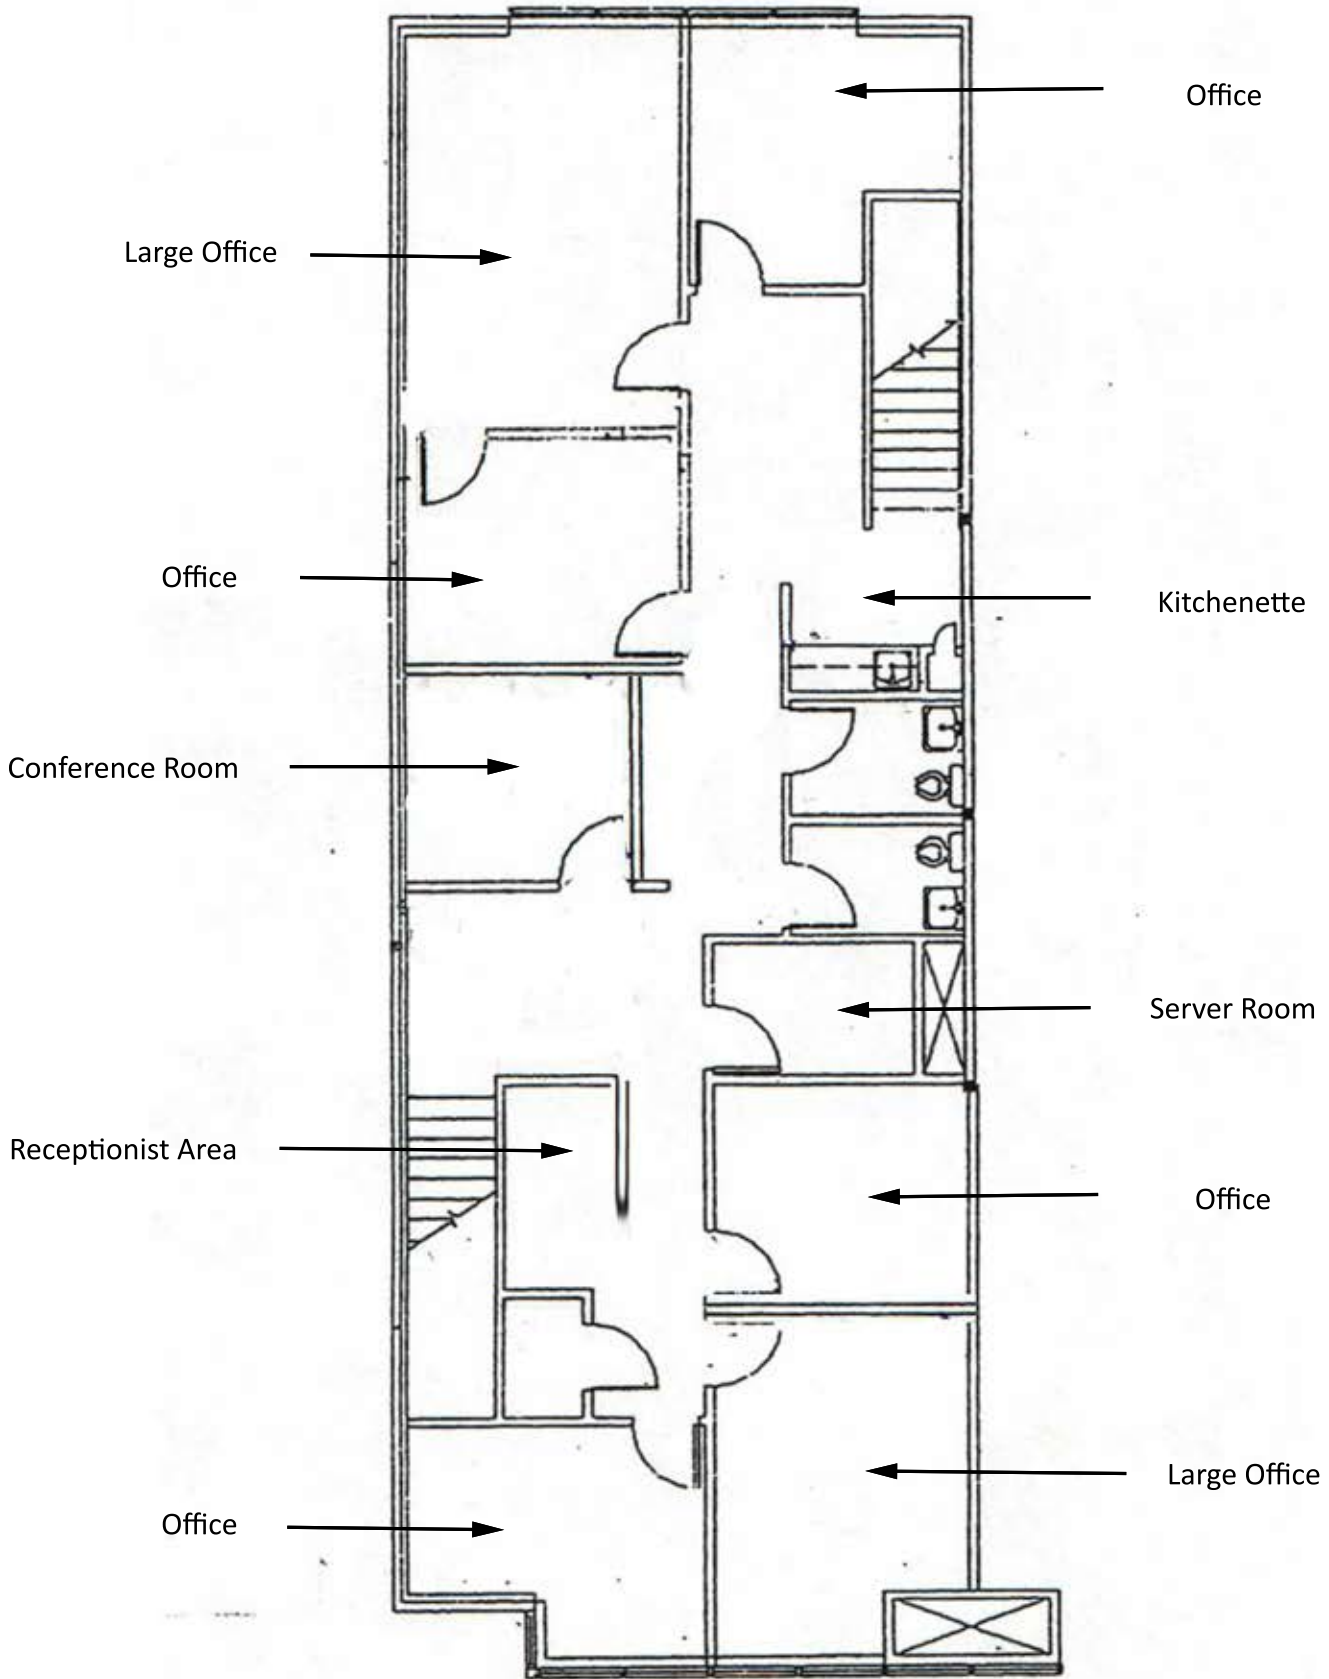 Office
Large Office
Office
Kitchenette
Conference Room
Server Room
Receptionist Area
Office
Large Office
Office